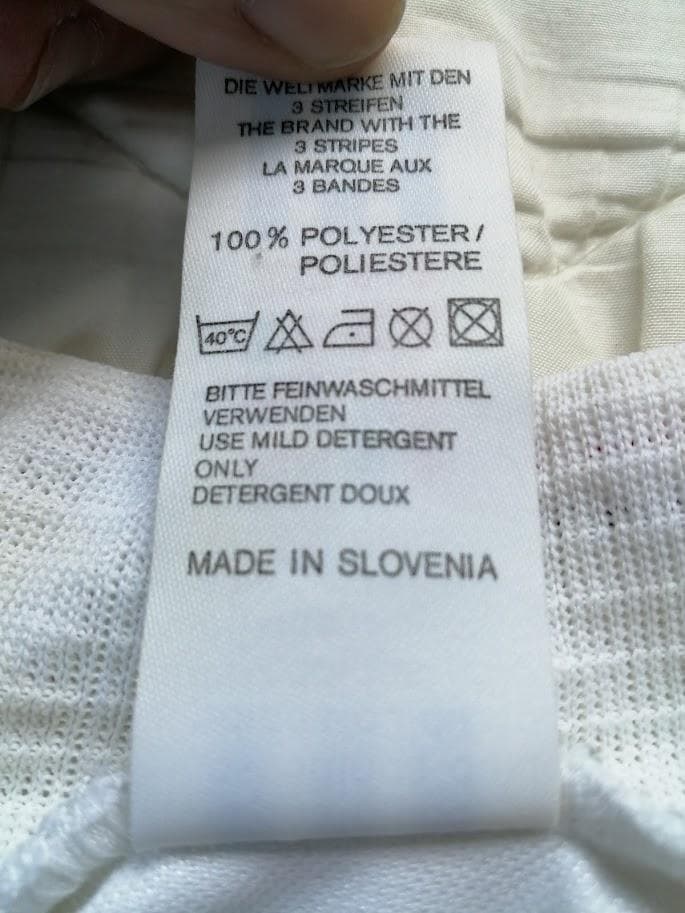 DIE WELTMARKE MIT DEN
3 STREIFEN
THE BRAND WITH THE
3 STRIPES
LA MARQUE AUX
3 BANDES
100% POLYESTER/
POLIESTERE
40°C
BITTE FEINWASCHMITTEL
VERWENDEN
USE MILD DETERGENT
ONLY
DETERGENT DOUX
MADE IN SLOVENIA